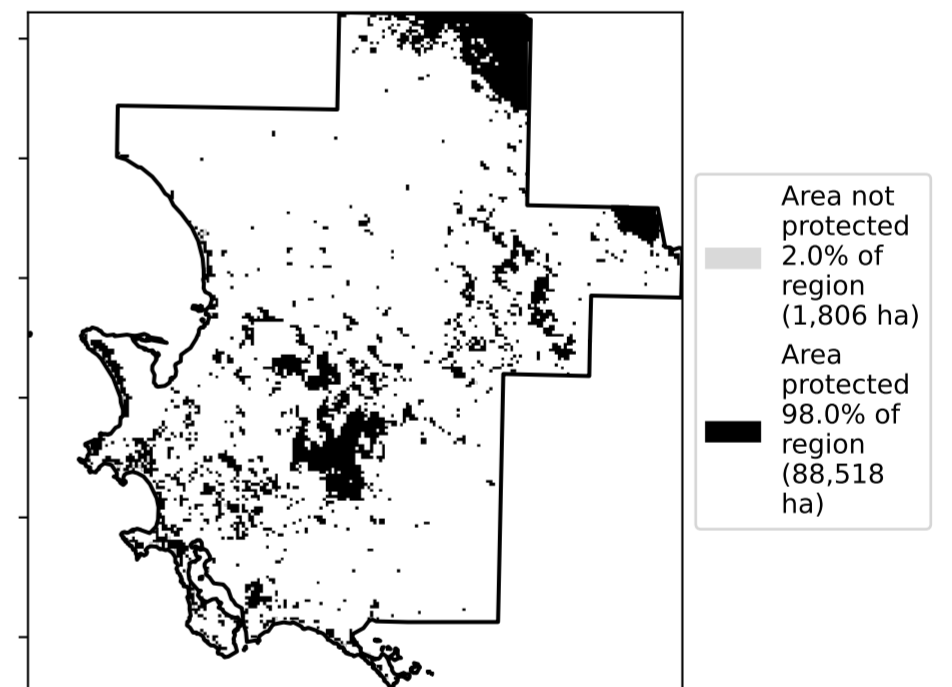 Area not
protected
2.0% of
region
(1,806 ha)
Area
protected
98.0% of
region
(88,518
ha)